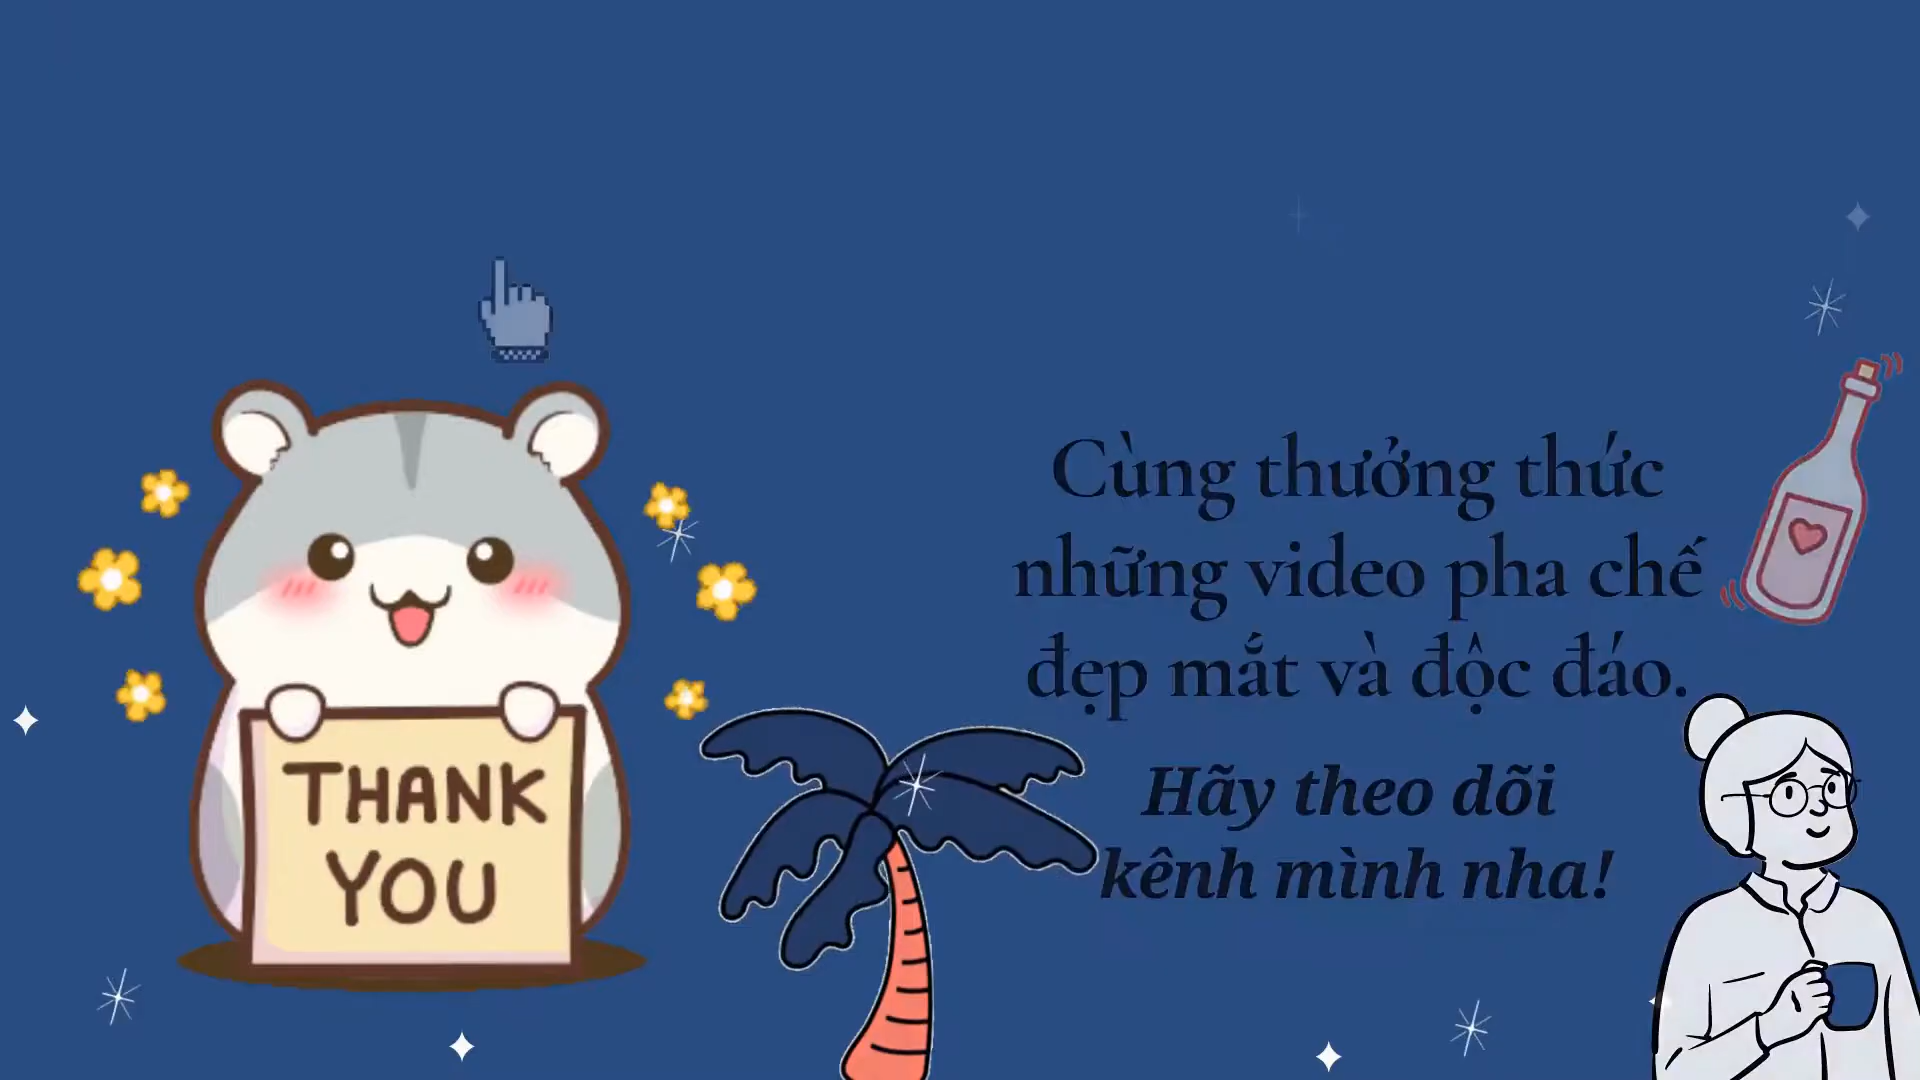 THANK
YOU
Cùng thưởng thức
những video pha chế
đẹp mắt và độc đáo.
Hãy theo dõi
kênh mình nha!